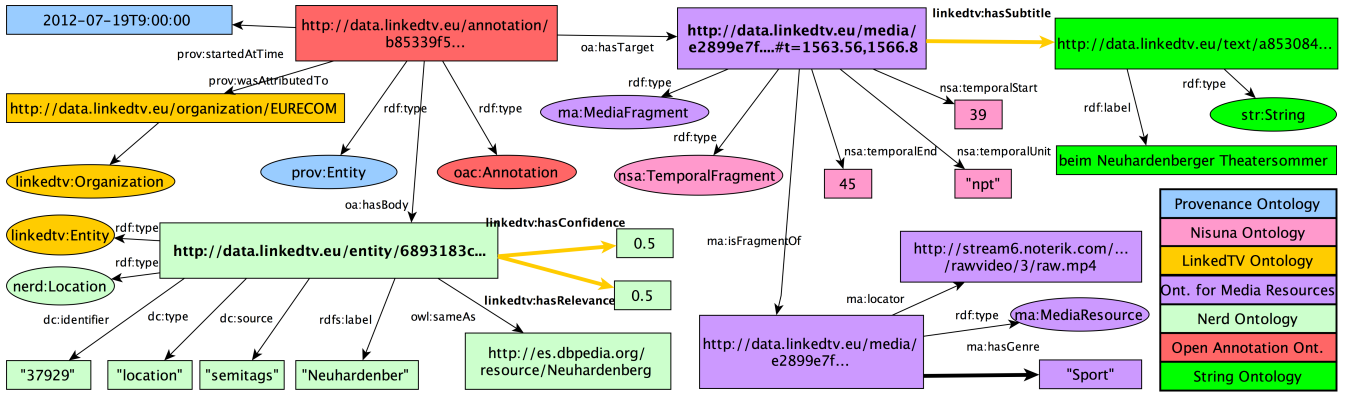 2012-07-19T9:00:00
http://data.linkedtv.eu/annotation/
b85339f5...
oa:hasTarget
http://data.linkedtv.eu/media/
e2899e7f....#t=1563.56,1566.8
linkedtv:hasSubtitle
http://data.linkedtv.eu/text/a853084...
prov:startedAtTime
prov:wasAttributedTo
http://data.linkedtv.eu/organization/EURECOM
rdf:type
rdf:type
ma:MediaFragment
rdf:type
nsa:temporalStart
39
rdf:type
rdf:label
str:String
rdf:type
nsa:temporalEnd
nsa:temporalUnit
beim Neuhardenberger Theatersommer
linkedtv:Organization
prov:Entity
oac:Annotation
nsa:TemporalFragment
45
"npt"
oa:hasBody
linkedtv:Entity
rdf:type
http://data.linkedtv.eu/entity/6893183c...
linkedtv:hasConfidence
0.5
ma:isFragmentOf
http://stream6.noterik.com/...
/rawvideo/3/raw.mp4
rdf:type
nerd:Location
linkedtv:hasRelevance
0.5
dc:identifier
dc:type
dc:source
rdfs:label
owl:sameAs
ma:locator
rdf:type
ma:MediaResource
http://data.linkedtv.eu/media/
e2899e7f...
ma:hasGenre
"Sport"
"37929"
"location"
"semitags"
"Neuhardenber"
http://es.dbpedia.org/
resource/Neuhardenberg
Provenance Ontology
Nisuna Ontology
LinkedTV Ontology
Ont. for Media Resources
Nerd Ontology
Open Annotation Ont.
String Ontology